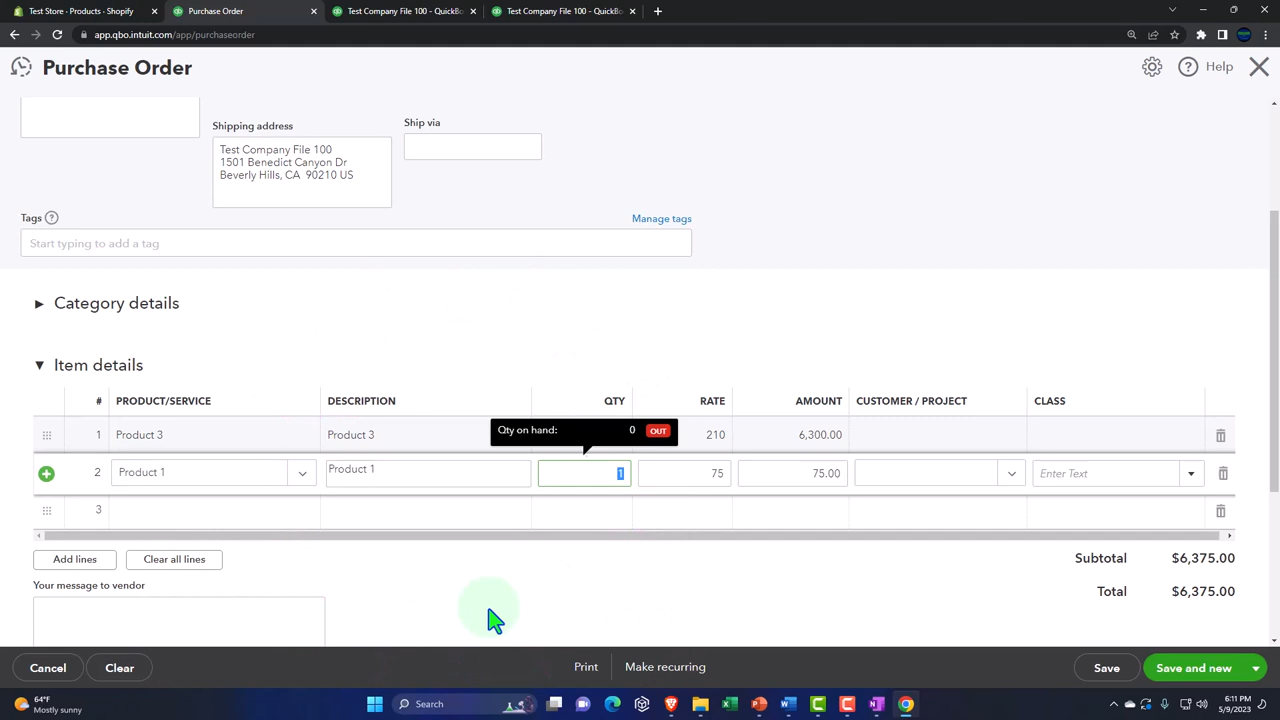 Test Store · Products · Shopify
Purchase Order
Test Company File 100 - QuickBo
Test Company File 100 - QuickBo
app.qbo.intuit.com/app/purchaseorder
Purchase Order
Help
Shipping address
Ship via
Test Company File 100
1501 Benedict Canyon Dr
Beverly Hills, CA 90210 US
Tags ?
Manage tags
Start typing to add a tag
Category details
Item details
# PRODUCT/SERVICE DESCRIPTION QTY RATE AMOUNT CUSTOMER / PROJECT CLASS
Qty on hand: 0 OUT
1 Product 3 Product 3 210 6,300.00
2 Product 1 Product 1 1 75 75.00 Enter Text
3
Add lines Clear all lines
Subtotal $6,375.00
Your message to vendor
Total $6,375.00
Cancel Clear Print Make recurring Save Save and new
64°F
Mostly sunny
Search
6:11 PM
5/9/2023